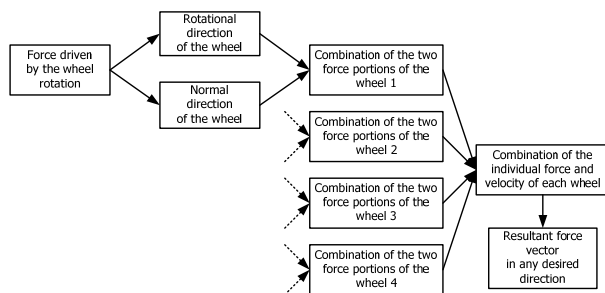 Force driven
by the wheel
rotation
Rotational
direction
of the wheel
Normal
direction
of the wheel
Combination of the two
force portions of the
wheel 1
Combination of the two
force portions of the
wheel 2
Combination of the two
force portions of the
wheel 3
Combination of the two
force portions of the
wheel 4
Combination of the
individual force and
velocity of each wheel
Resultant force
vector
in any desired
direction